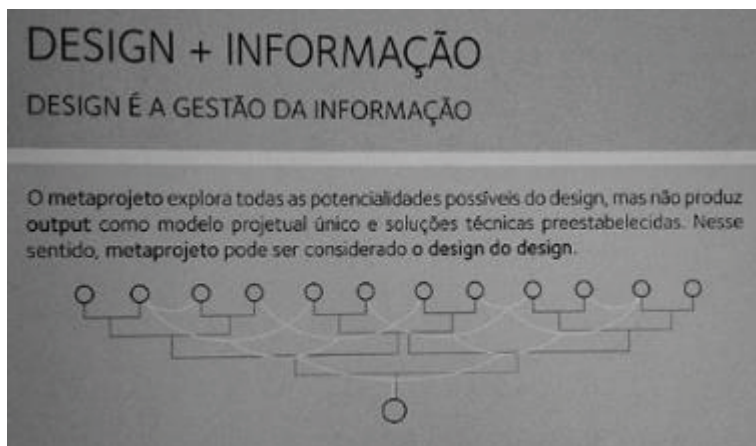 DESIGN + INFORMAÇÃO
DESIGN É A GESTÃO DA INFORMAÇÃO
O metaprojeto explora todas as potencialidades possíveis do design, mas não produz
output como modelo projetual único e soluções técnicas preestabelecidas. Nesse
sentido, metaprojeto pode ser considerado o design do design.